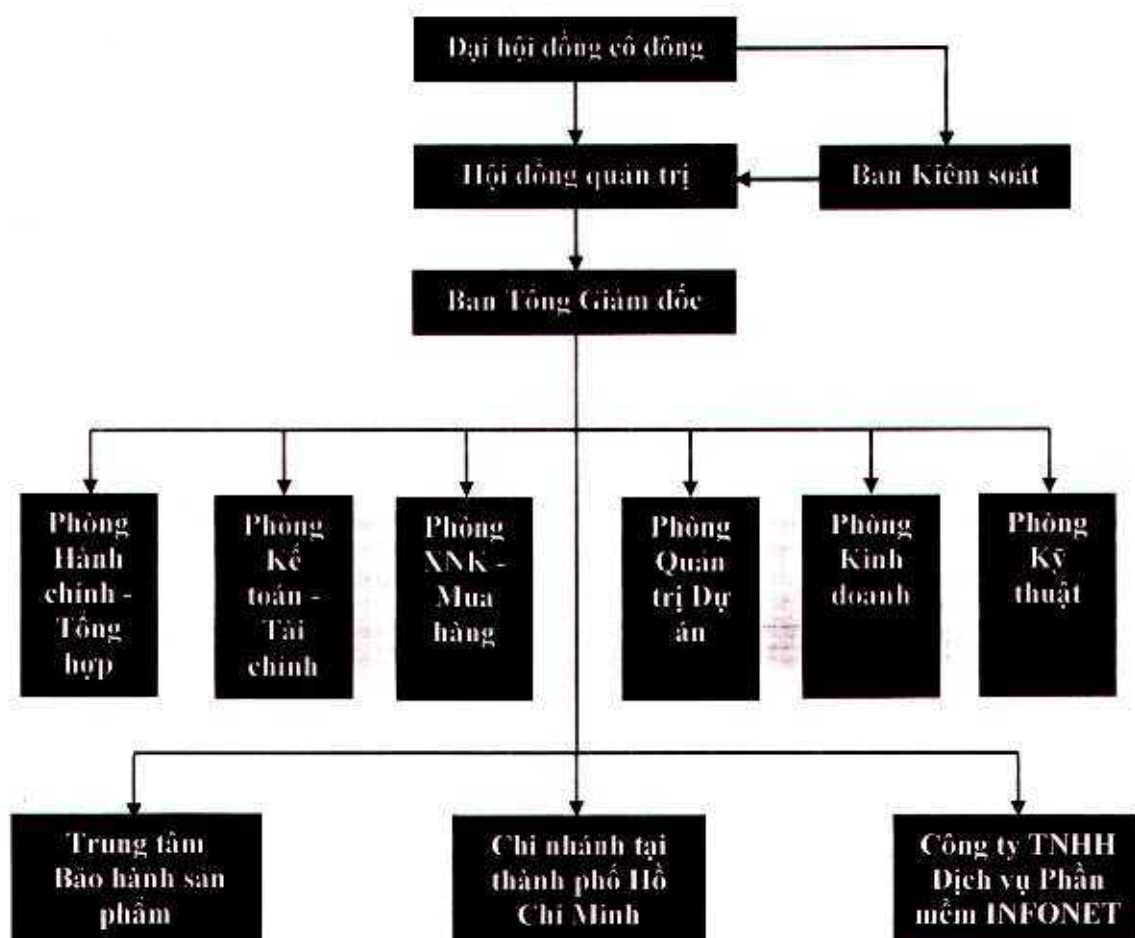 Đại hội đồng cổ đông
Hội đồng quản trị
Ban Kiểm soát
Ban Tổng Giám đốc
Phòng
Hành
chính -
Tổng
hợp
Phòng
Kế
toán -
Tài
chính
Phòng
XNK -
Mua
hàng
Phòng
Quản
trị Dự
án
Phòng
Kinh
doanh
Phòng
Kỹ
thuật
Trung tâm
Bảo hành sản
phẩm
Chi nhánh tại
thành phố Hồ
Chí Minh
Công ty TNHH
Dịch vụ Phần
mềm INFONET